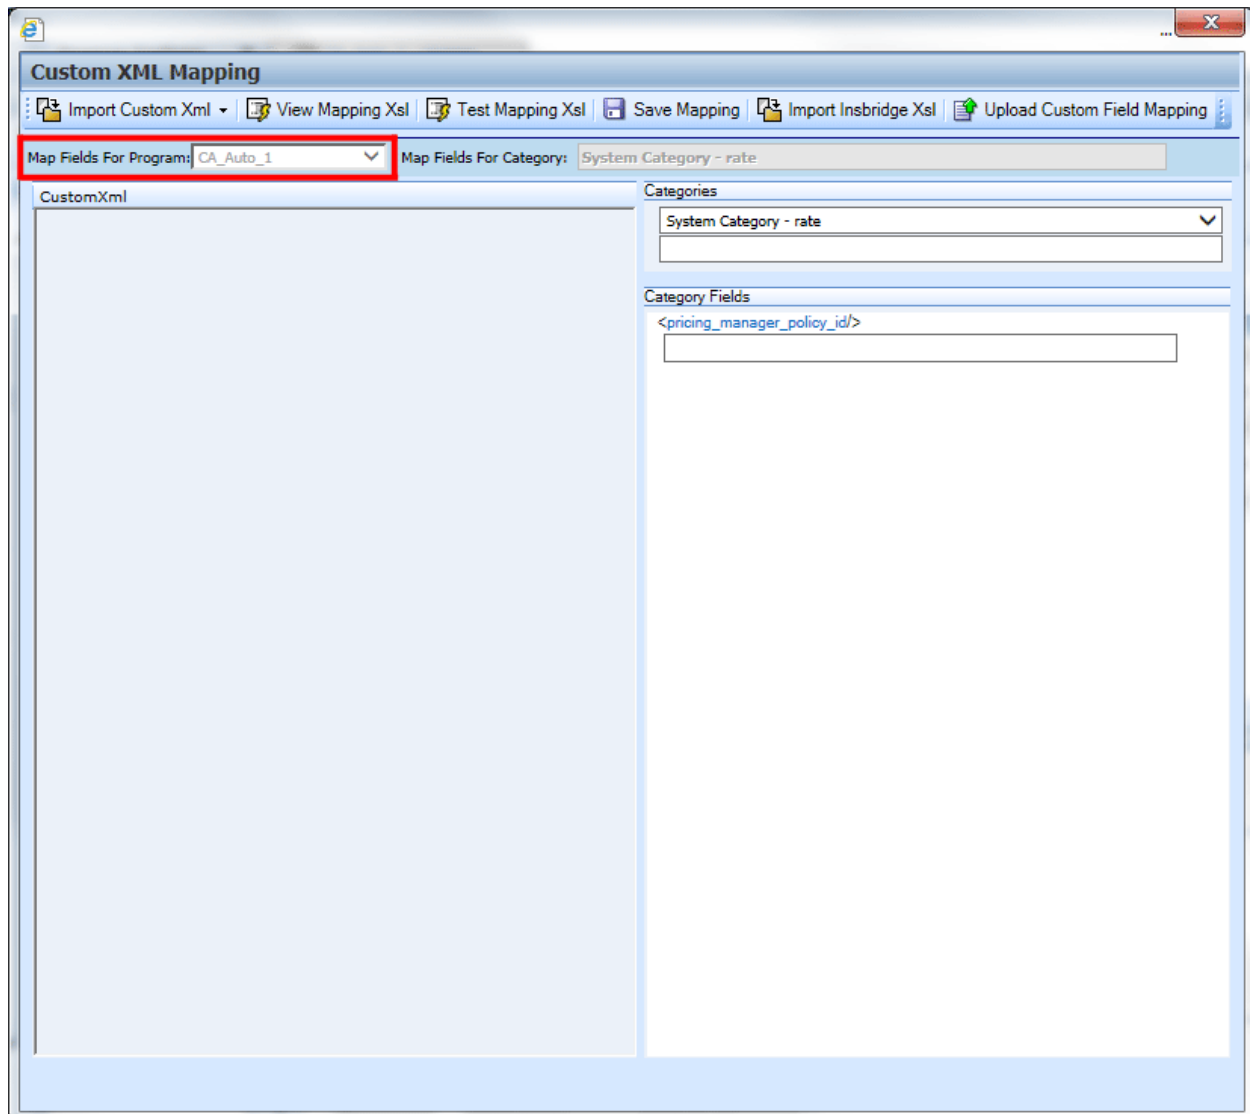 Custom XML Mapping
Import Custom Xml View Mapping Xsl Test Mapping Xsl Save Mapping Import Insbridge Xsl Upload Custom Field Mapping
Map Fields For Program: CA_Auto_1 Map Fields For Category: System Category - rate
CustomXml
Categories
System Category - rate
Category Fields
<pricing_manager_policy_id/>